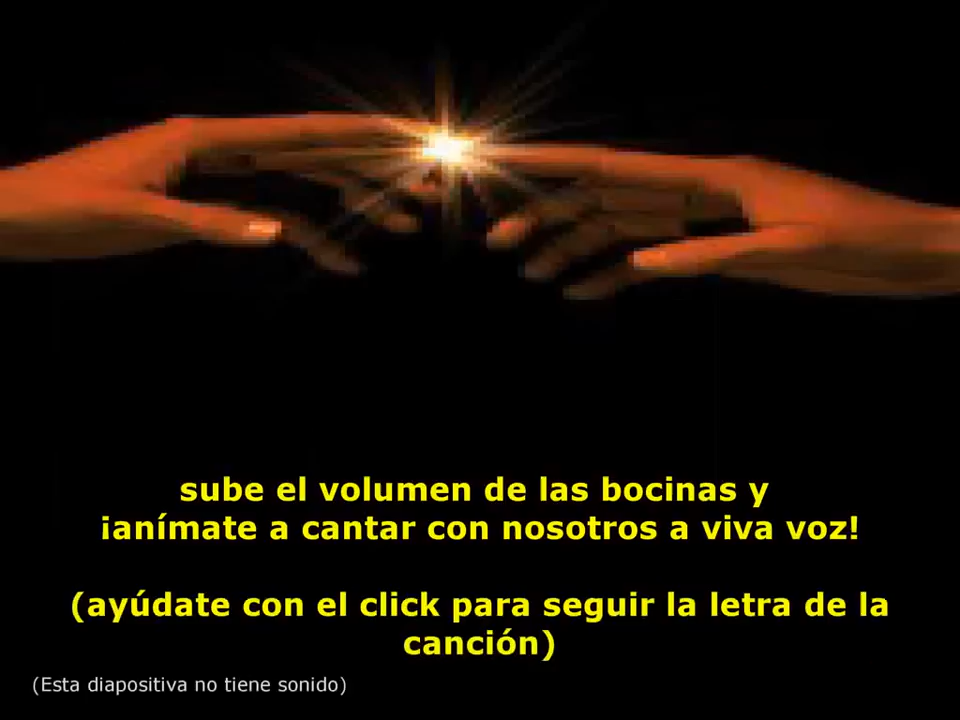 sube el volumen de las bocinas y
¡anímate a cantar con nosotros a viva voz!
(ayúdate con el click para seguir la letra de la
canción)
(Esta diapositiva no tiene sonido)